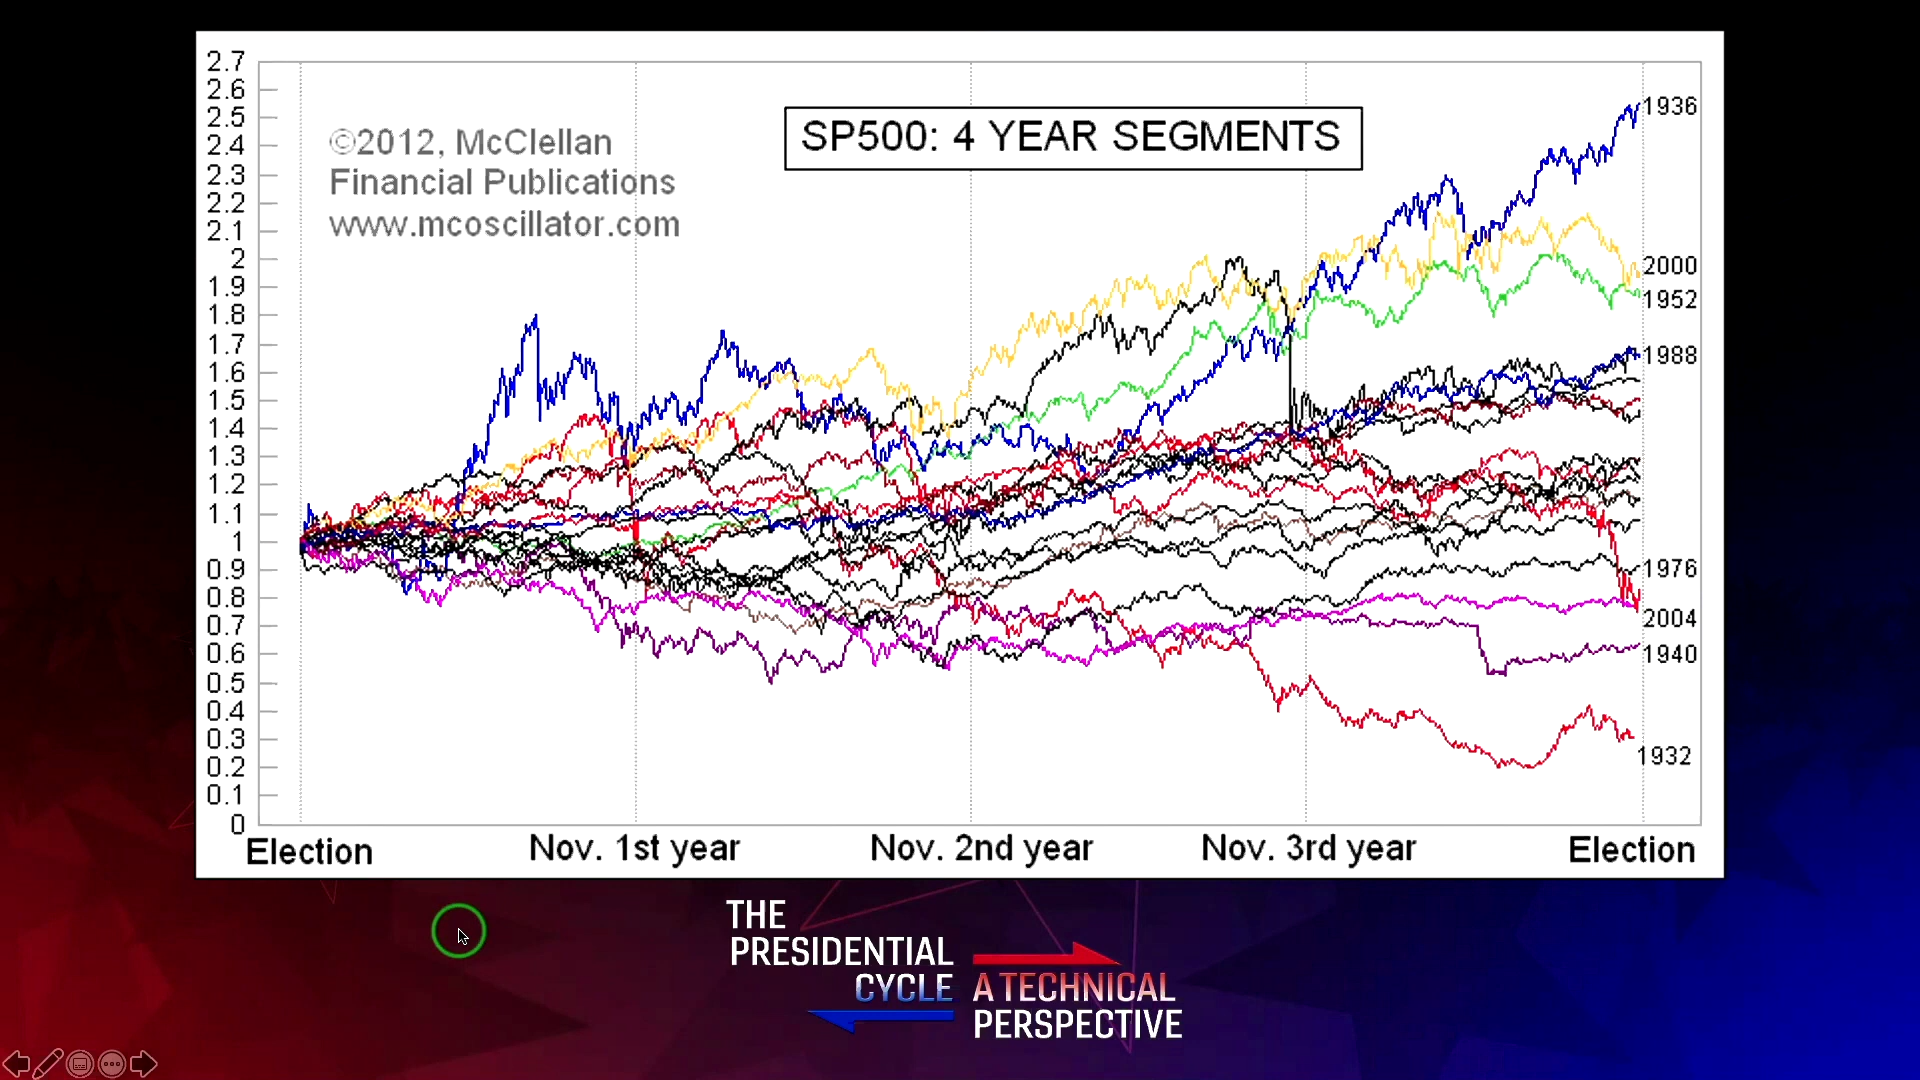 2.7
2.6
2.5
2.4
2.3
2.2
2.1
2
1.9
1.8
1.7
1.6
1.5
1.4
1.3
1.2
1.1
1
0.9
0.8
0.7
0.6
0.5
0.4
0.3
0.2
0.1
0
©2012, McClellan
Financial Publications
www.mcoscillator.com
SP500: 4 YEAR SEGMENTS
1936
2000
1952
1988
1976
2004
1940
1932
Election
Nov. 1st year
Nov. 2nd year
Nov. 3rd year
Election
THE
PRESIDENTIAL
CYCLE
A TECHNICAL
PERSPECTIVE